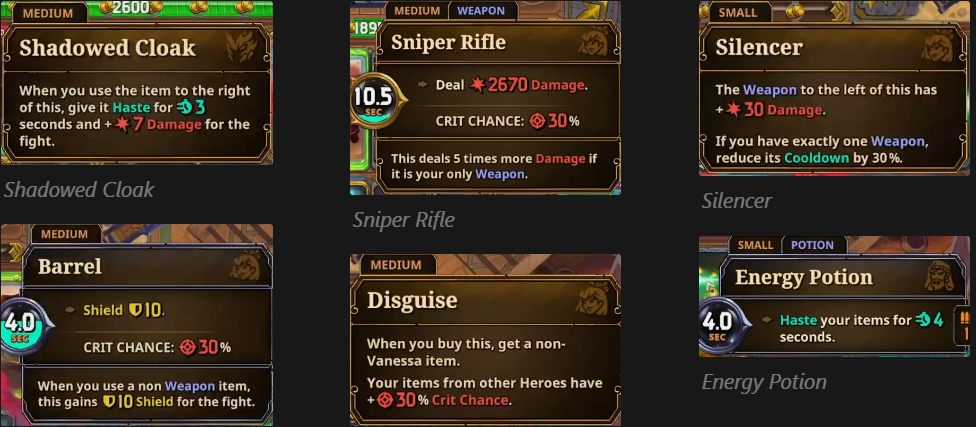 2600
MEDIUM
Shadowed Cloak
When you use the item to the right
of this, give it Haste for 3
seconds and + 7 Damage for the
fight.
Shadowed Cloak
MEDIUM
Barrel
4.0
SEC
Shield 10.
CRIT CHANCE: 30%
When you use a non Weapon item,
this gains 10 Shield for the fight.
MEDIUM WEAPON
189
Sniper Rifle
10.5
SEC
Deal 2670 Damage.
CRIT CHANCE: 30%
This deals 5 times more Damage if
it is your only Weapon.
Sniper Rifle
MEDIUM
Disguise
When you buy this, get a non-
Vanessa item.
Your items from other Heroes have
+ 30% Crit Chance.
SMALL
Silencer
The Weapon to the left of this has
+ 30 Damage.
If you have exactly one Weapon,
reduce its Cooldown by 30%.
Silencer
SMALL POTION
Energy Potion
4.0
SEC
Haste your items for 4
seconds.
1
Energy Potion